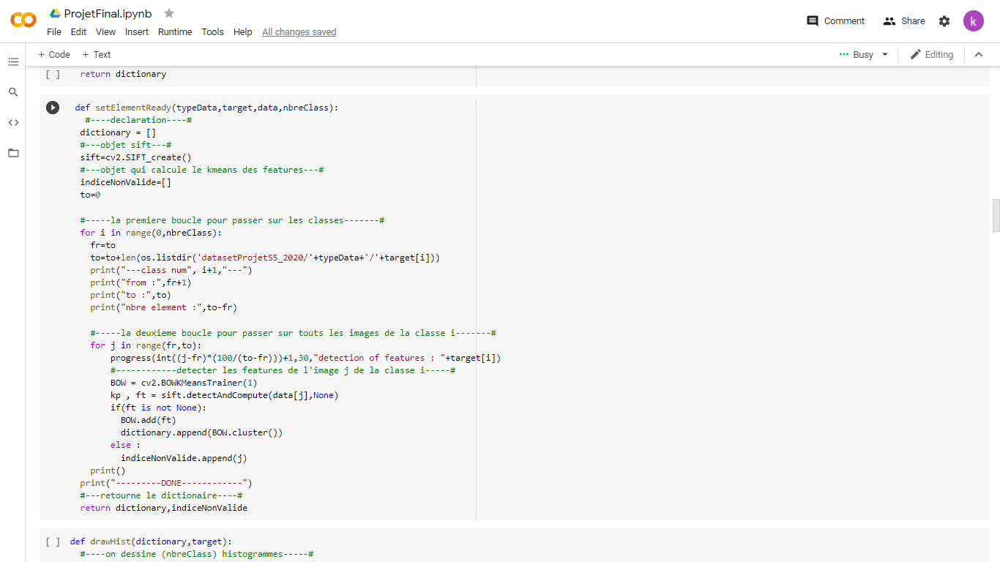 ProjetFinal.ipynb
File Edit View Insert Runtime Tools Help All changes saved
Comment Share k
+ Code + Text
Busy Editing
[ ] return dictionary
def setElementReady(typeData,target,data,nbreClass):
#----declaration----#
dictionary = []
#---objet sift---#
sift=cv2.SIFT_create()
#---objet qui calcule le kmeans des features---#
indiceNonValide=[]
to=0
#-----la premiere boucle pour passer sur les classes-------#
for i in range(0,nbreClass):
fr=to
to=to+len(os.listdir('datasetProjetS5_2020/'+typeData+'/'+target[i]))
print("---class num", i+1,"---")
print("from :",fr+1)
print("to :",to)
print("nbre element :",to-fr)
#-----la deuxieme boucle pour passer sur touts les images de la classe i-------#
for j in range(fr,to):
progress(int((j-fr)*(100/(to-fr)))+1,30,"detection of features : "+target[i])
#------------detecter les features de l'image j de la classe i-----#
BOW = cv2.BOWKMeansTrainer(1)
kp , ft = sift.detectAndCompute(data[j],None)
if(ft is not None):
BOW.add(ft)
dictionary.append(BOW.cluster())
else :
indiceNonValide.append(j)
print()
print("---------DONE------------")
#---retourne le dictionaire----#
return dictionary,indiceNonValide
[ ] def drawHist(dictionary,target):
#----on dessine (nbreClass) histogrammes-----#